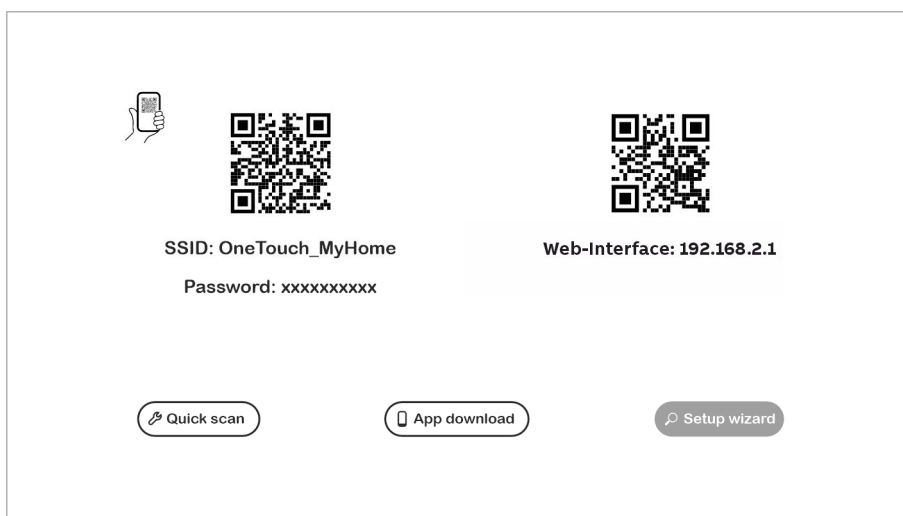 SSID: OneTouch_MyHome
Password: xxxxxxxxxx
Web-Interface: 192.168.2.1
Quick scan
App download
Setup wizard